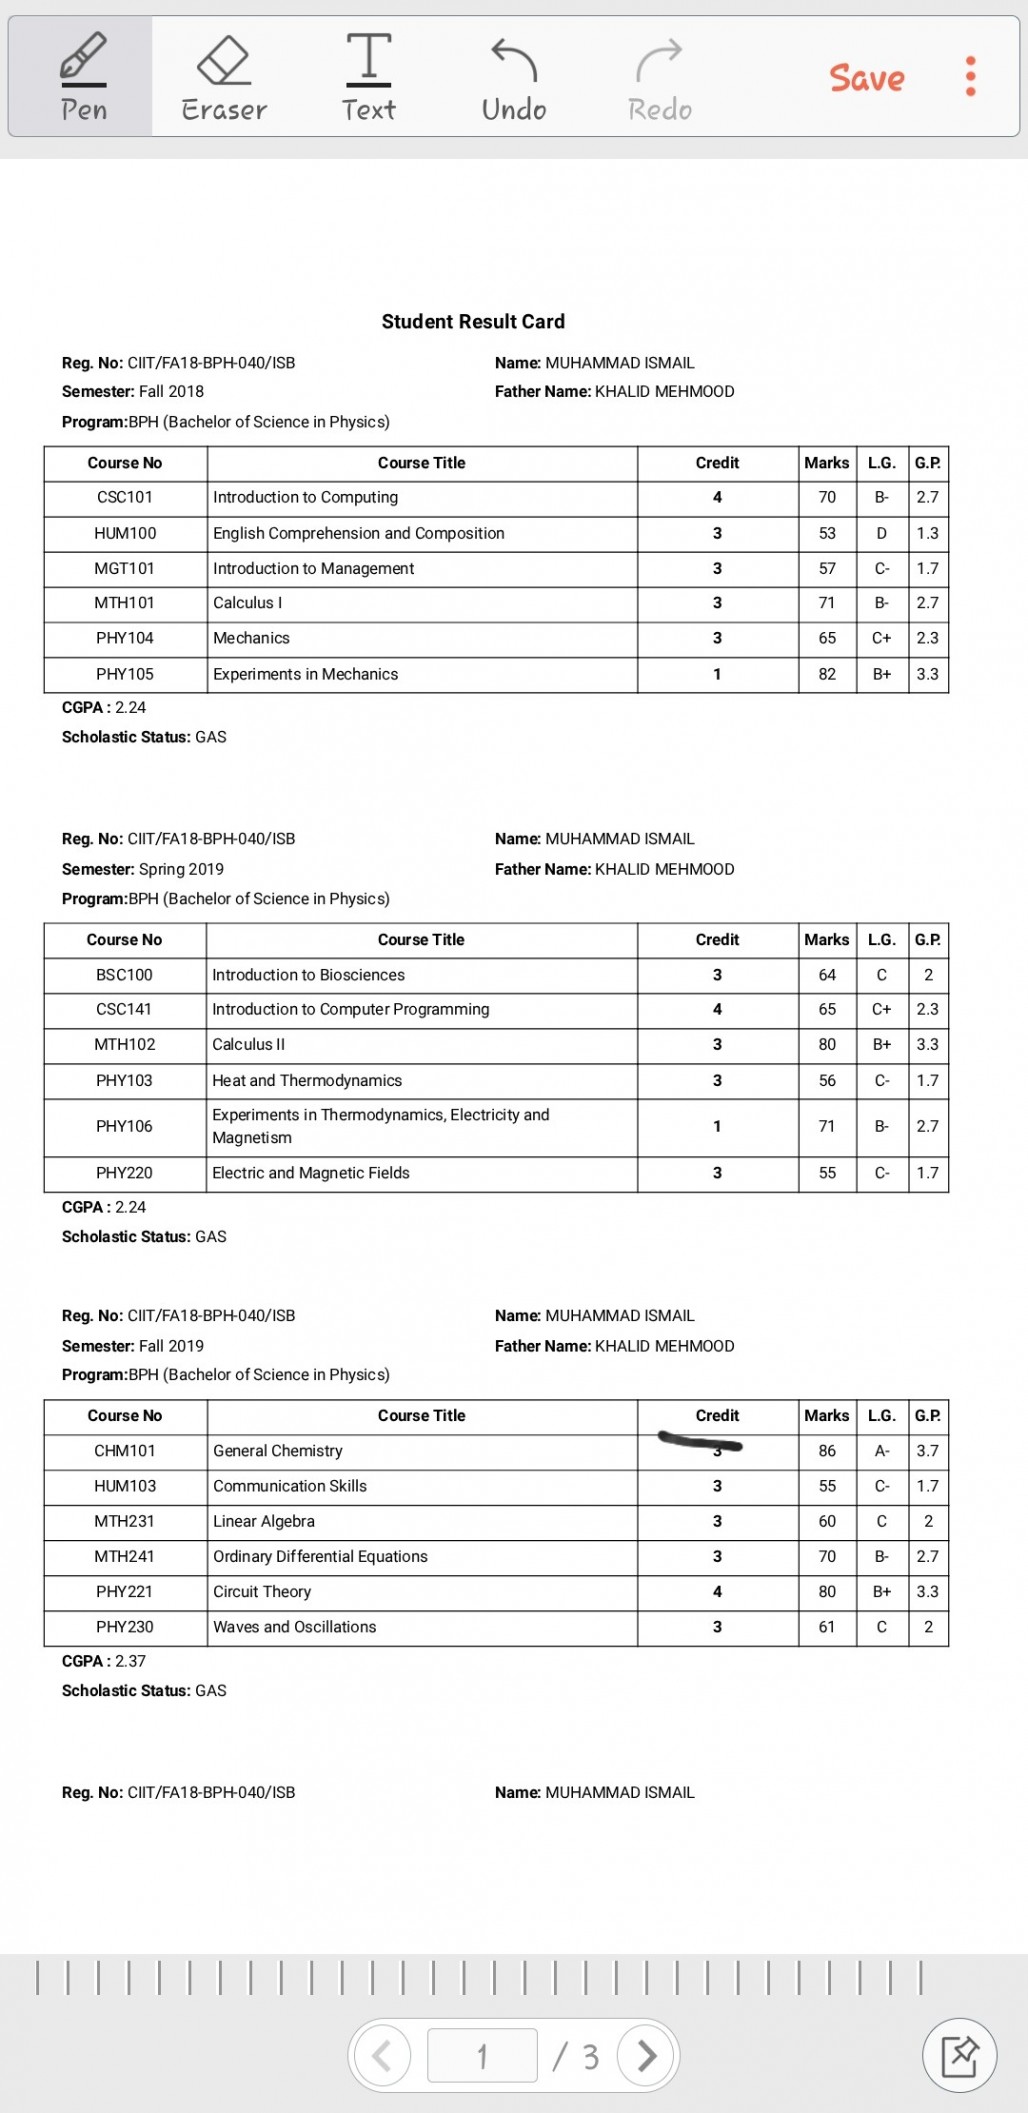 Pen Eraser Text Undo Redo Save
Student Result Card
Reg. No: CIIT/FA18-BPH-040/ISB Name: MUHAMMAD ISMAIL
Semester: Fall 2018 Father Name: KHALID MEHMOOD
Program:BPH (Bachelor of Science in Physics)
Course No Course Title Credit Marks L.G. G.P.
CSC101 Introduction to Computing 4 70 B- 2.7
HUM100 English Comprehension and Composition 3 53 D 1.3
MGT101 Introduction to Management 3 57 C- 1.7
MTH101 Calculus I 3 71 B- 2.7
PHY104 Mechanics 3 65 C+ 2.3
PHY105 Experiments in Mechanics 1 82 B+ 3.3
CGPA : 2.24
Scholastic Status: GAS
Reg. No: CIIT/FA18-BPH-040/ISB Name: MUHAMMAD ISMAIL
Semester: Spring 2019 Father Name: KHALID MEHMOOD
Program:BPH (Bachelor of Science in Physics)
Course No Course Title Credit Marks L.G. G.P.
BSC100 Introduction to Biosciences 3 64 C 2
CSC141 Introduction to Computer Programming 4 65 C+ 2.3
MTH102 Calculus II 3 80 B+ 3.3
PHY103 Heat and Thermodynamics 3 56 C- 1.7
PHY106 Experiments in Thermodynamics, Electricity and
Magnetism 1 71 B- 2.7
PHY220 Electric and Magnetic Fields 3 55 C- 1.7
CGPA : 2.24
Scholastic Status: GAS
Reg. No: CIIT/FA18-BPH-040/ISB Name: MUHAMMAD ISMAIL
Semester: Fall 2019 Father Name: KHALID MEHMOOD
Program:BPH (Bachelor of Science in Physics)
Course No Course Title Credit Marks L.G. G.P.
CHM101 General Chemistry 3 86 A- 3.7
HUM103 Communication Skills 3 55 C- 1.7
MTH231 Linear Algebra 3 60 C 2
MTH241 Ordinary Differential Equations 3 70 B- 2.7
PHY221 Circuit Theory 4 80 B+ 3.3
PHY230 Waves and Oscillations 3 61 C 2
CGPA : 2.37
Scholastic Status: GAS
Reg. No: CIIT/FA18-BPH-040/ISB Name: MUHAMMAD ISMAIL
1 / 3